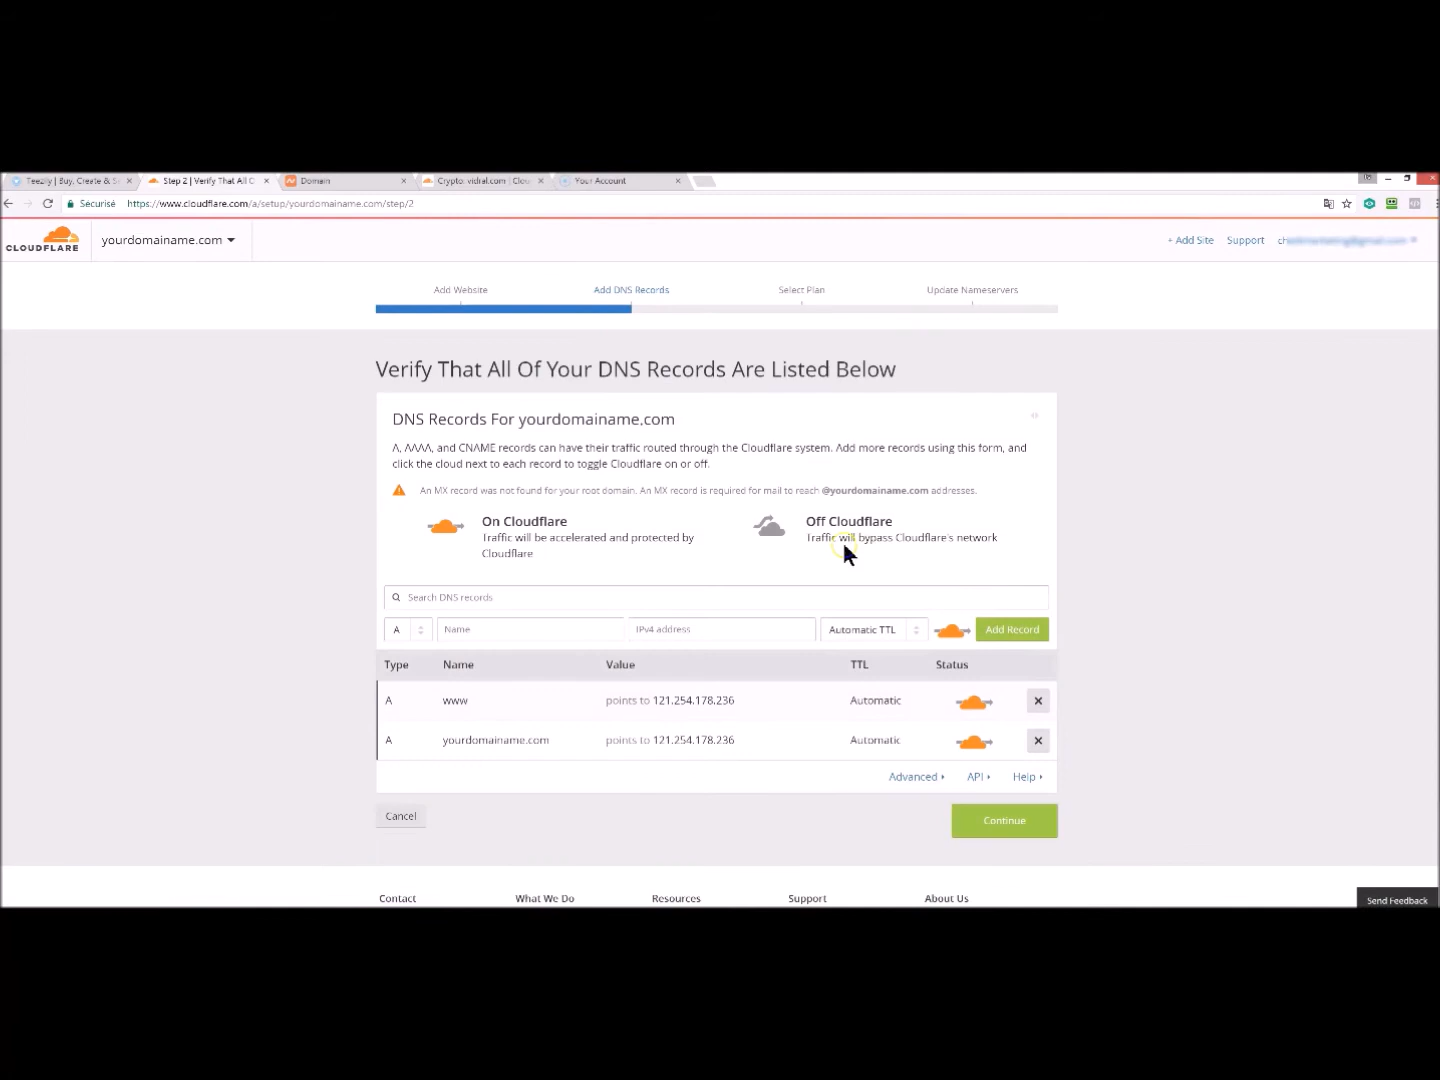 Teezily | Buy, Create & S
Step 2 | Verify That All O
Domain
Crypto: vidral.com | Clou
Your Account
Sécurisé
https://www.cloudflare.com/a/setup/yourdomainame.com/step/2
CLOUDFLARE
yourdomainame.com
+ Add Site
Support
Add Website
Add DNS Records
Select Plan
Update Nameservers
Verify That All Of Your DNS Records Are Listed Below
DNS Records For yourdomainame.com
A, AAAA, and CNAME records can have their traffic routed through the Cloudflare system. Add more records using this form, and
click the cloud next to each record to toggle Cloudflare on or off.
An MX record was not found for your root domain. An MX record is required for mail to reach @yourdomainame.com addresses.
On Cloudflare
Traffic will be accelerated and protected by
Cloudflare
Off Cloudflare
Traffic will bypass Cloudflare's network
Search DNS records
A
Name
IPv4 address
Automatic TTL
Add Record
Type Name Value TTL Status
A www points to 121.254.178.236 Automatic
A yourdomainame.com points to 121.254.178.236 Automatic
Advanced
API
Help
Cancel
Continue
Contact
What We Do
Resources
Support
About Us
Send Feedback